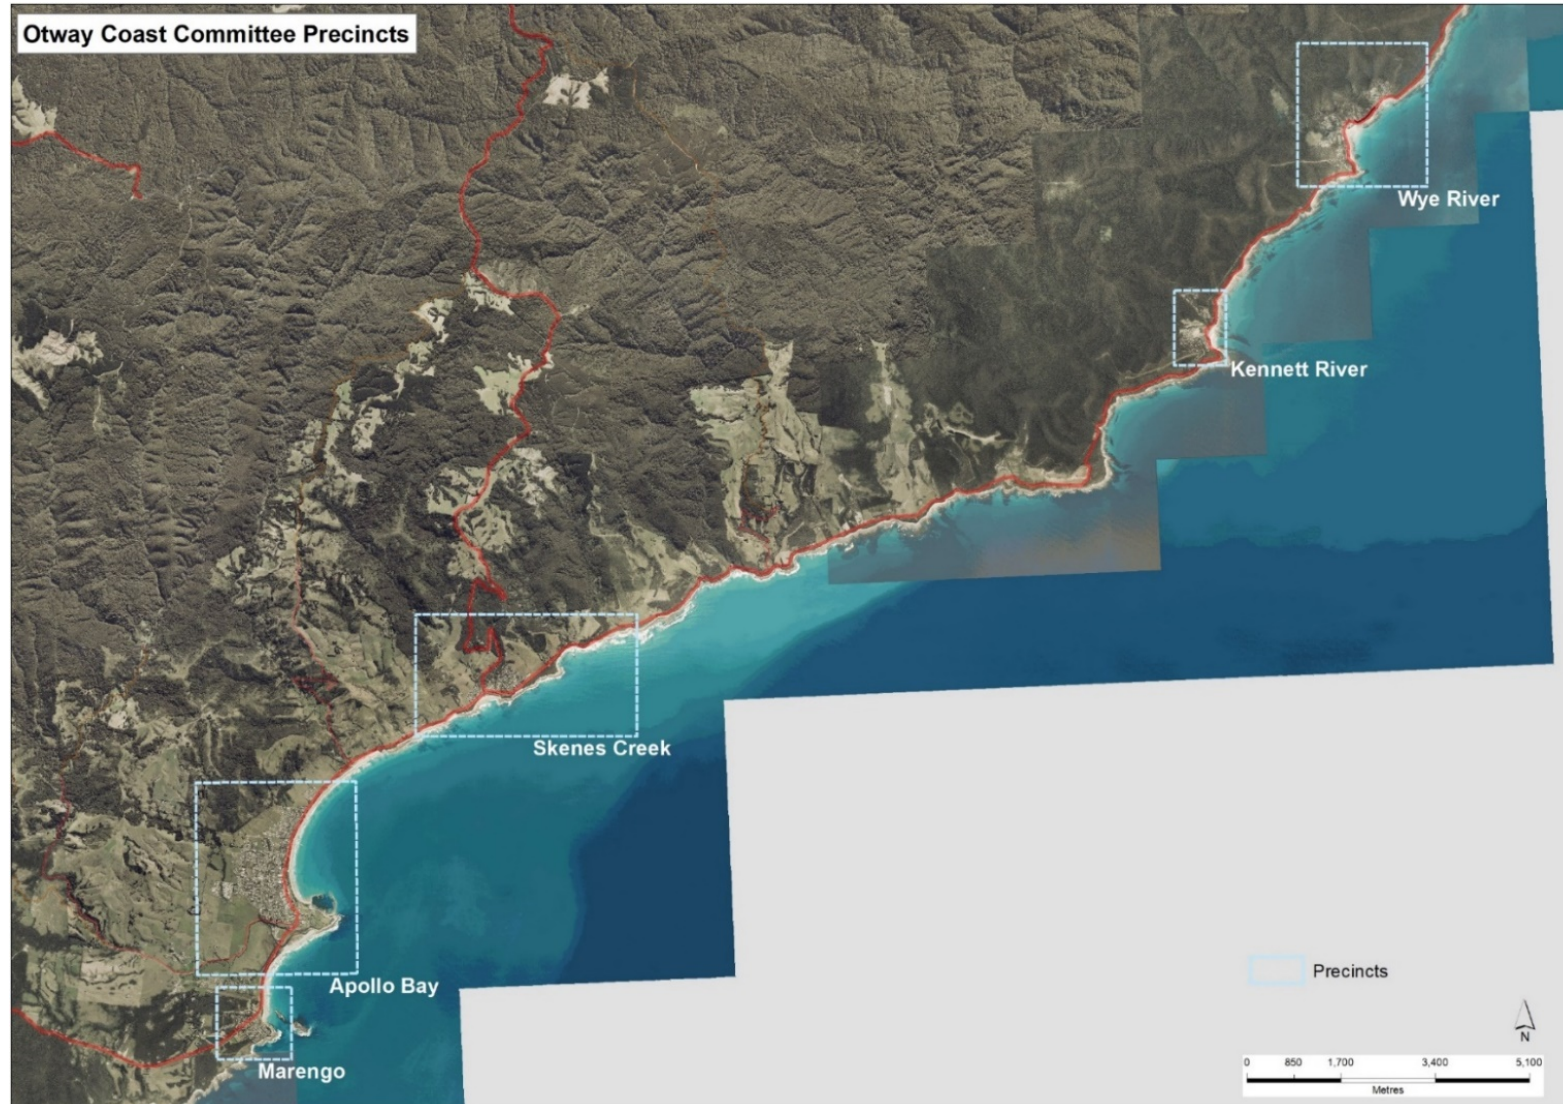 Otway Coast Committee Precincts
Wye River
Kennett River
Skenes Creek
Apollo Bay
Marengo
Precincts
N
0 850 1,700 3,400 5,100
Metres